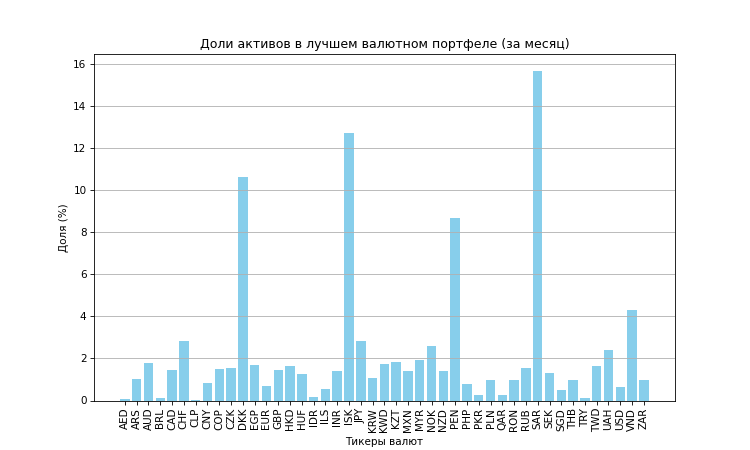 Доли активов в лучшем валютном портфеле (за месяц)
16
14
12
10
8
6
4
2
0
Доля (%)
AED ARS AUD BRL CAD CHF CLP CNY COP CZK DKK EGP EUR GBP HKD HUF IDR ILS INR ISK JPY KRW KWD KZT MXN MYR NOK NZD PEN PHP PKR PLN QAR RON RUB SAR SEK SGD THB TRY TWD UAH USD VND ZAR
Тикеры валют